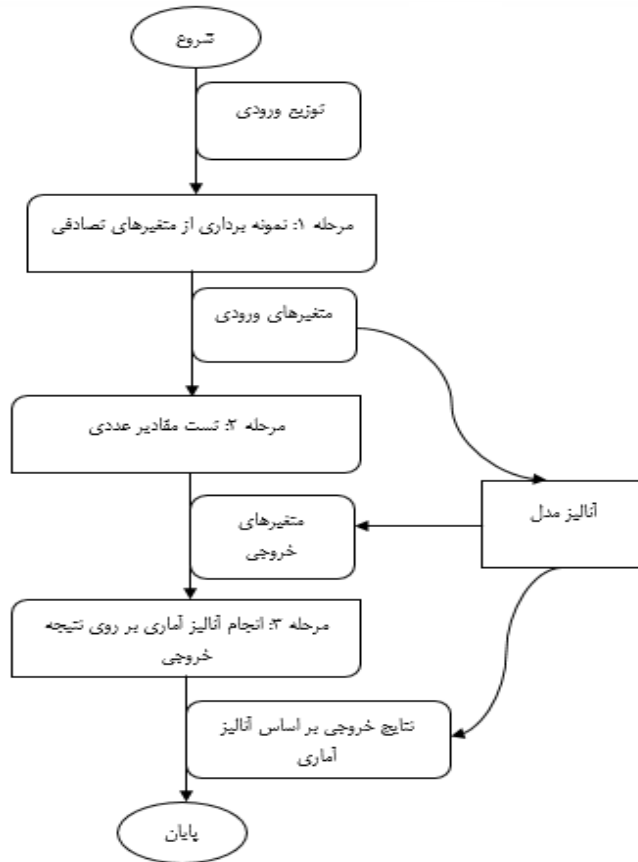 شروع
توزیع ورودی
مرحله ۱: نمونه برداری از متغیرهای تصادفی
متغیرهای ورودی
مرحله ۲: تست مقادیر عددی
آنالیز مدل
متغیرهای
خروجی
مرحله ۳: انجام آنالیز آماری بر روی نتیجه
خروجی
نتایج خروجی بر اساس آنالیز
آماری
پایان